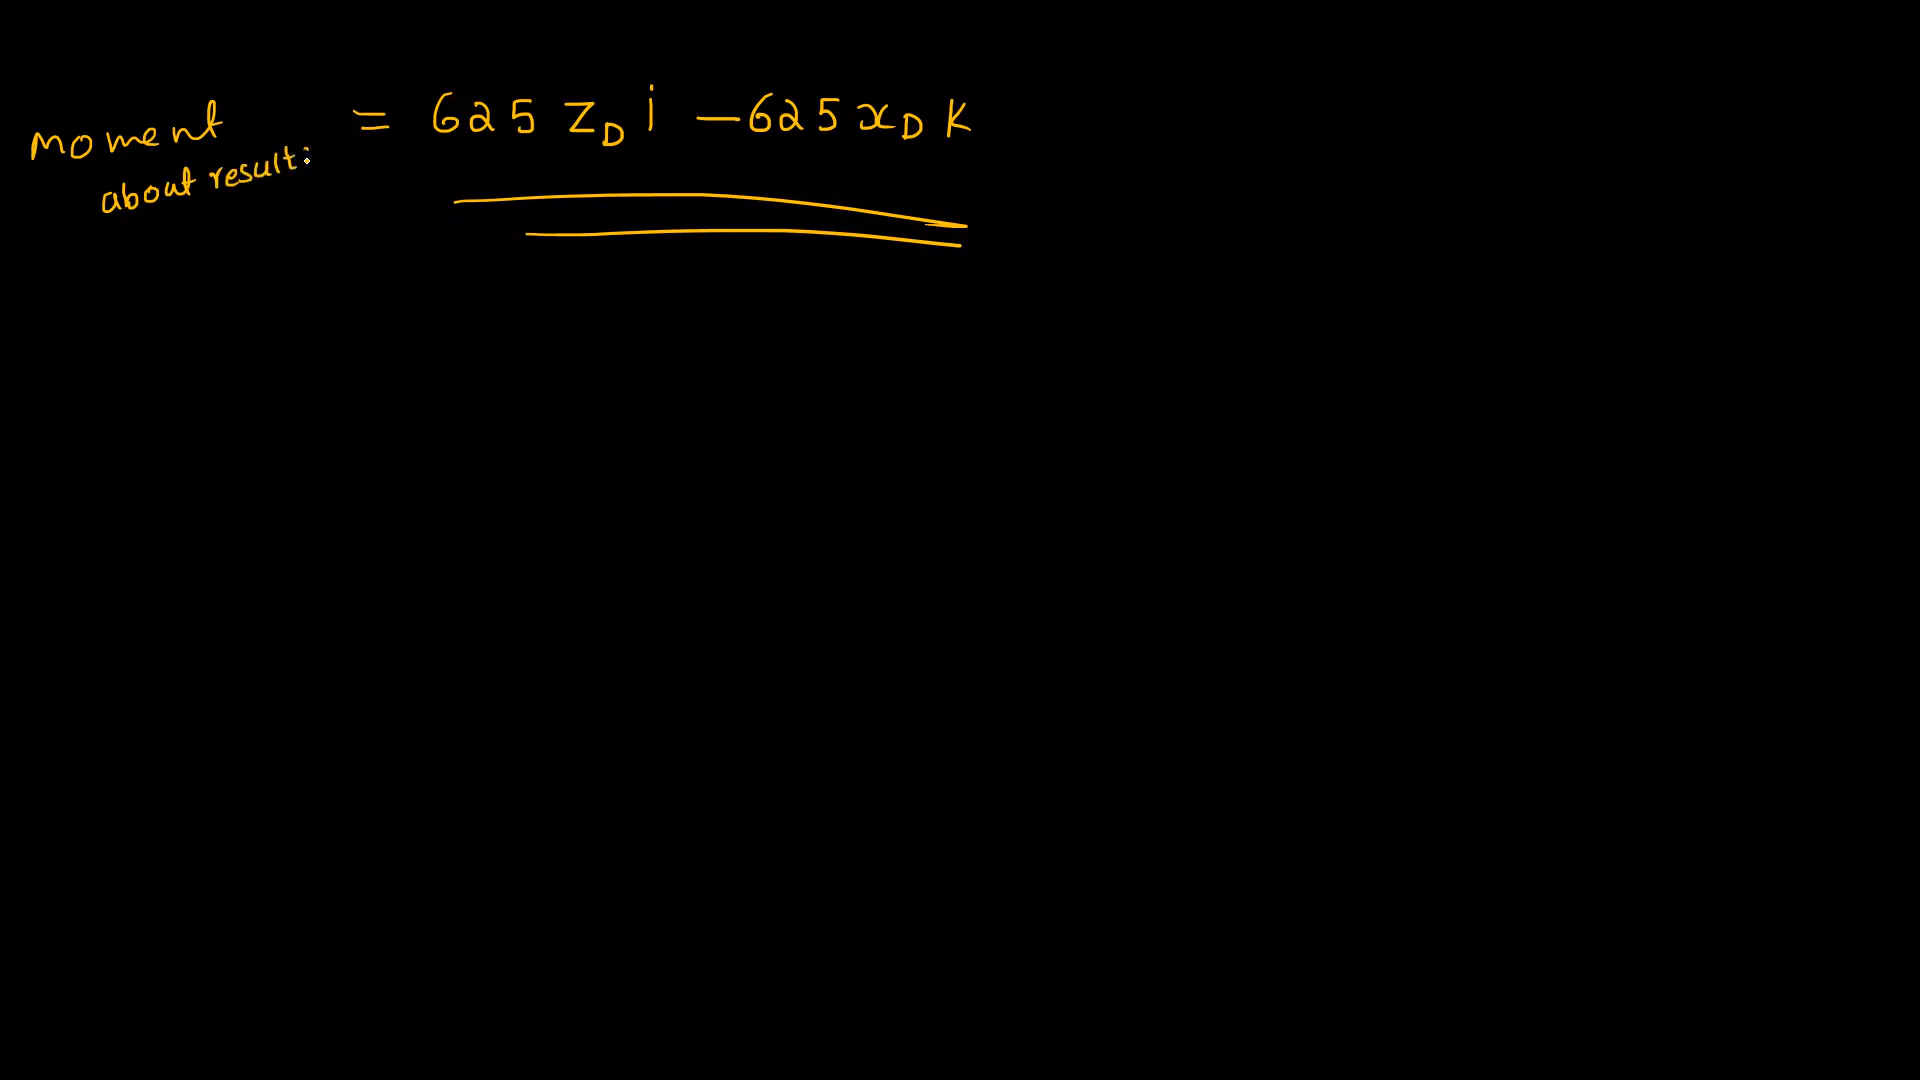 moment = 625 Z_D i – 625 x_D k
about result: